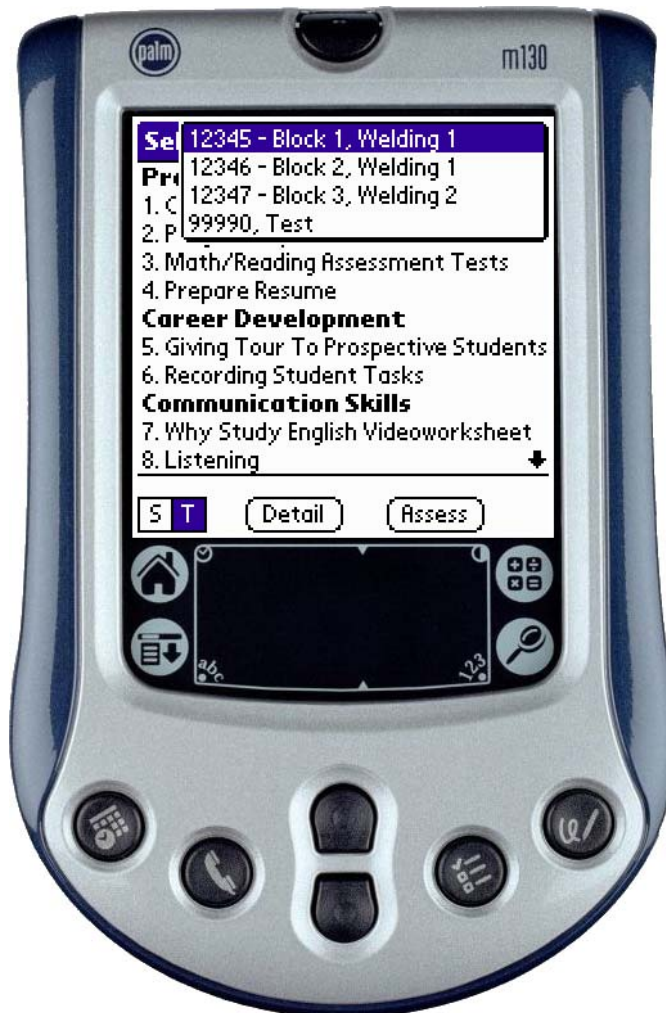 palm
m130
Sel
12345 - Block 1, Welding 1
12346 - Block 2, Welding 1
12347 - Block 3, Welding 2
99990, Test
Pr
1. C
2. P
3. Math/Reading Assessment Tests
4. Prepare Resume
Career Development
5. Giving Tour To Prospective Students
6. Recording Student Tasks
Communication Skills
7. Why Study English Videoworksheet
8. Listening
S T Detail Assess
abc 123